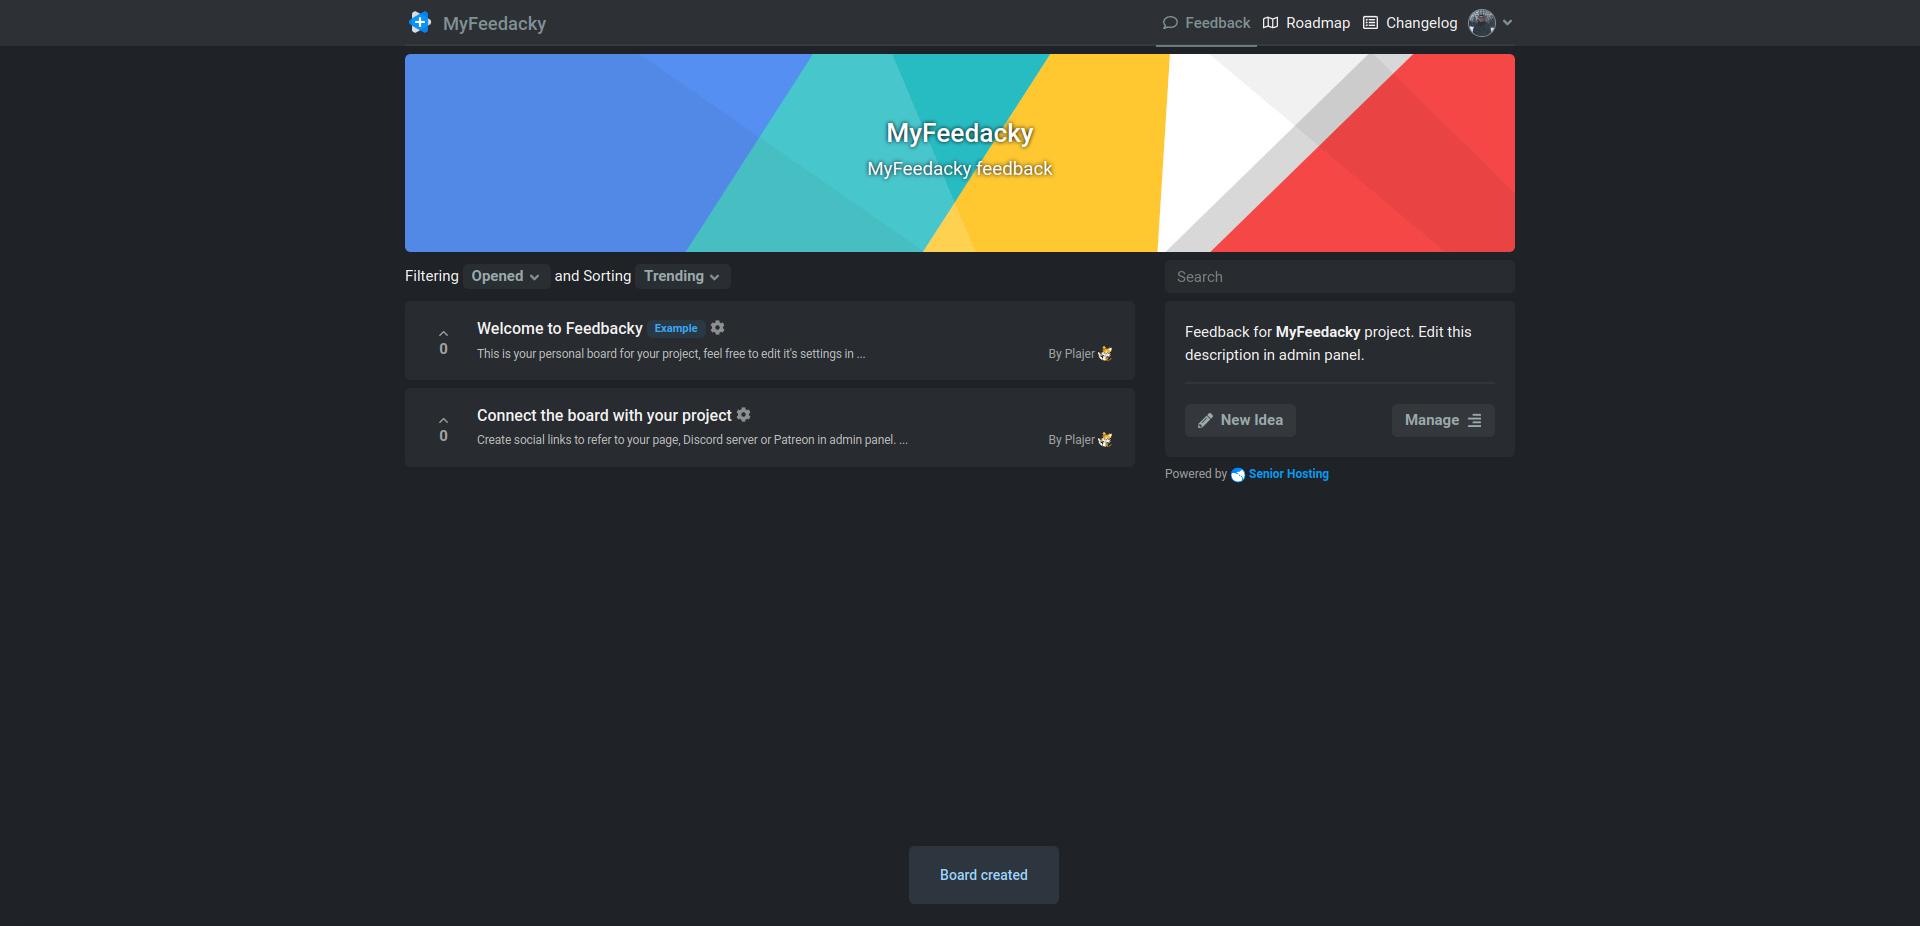 MyFeedacky
Feedback
Roadmap
Changelog
MyFeedacky
MyFeedacky feedback
Filtering Opened and Sorting Trending
Search
Welcome to Feedbacky Example
0
This is your personal board for your project, feel free to edit it's settings in ...
By Plajer
Connect the board with your project
0
Create social links to refer to your page, Discord server or Patreon in admin panel. ...
By Plajer
Feedback for MyFeedacky project. Edit this
description in admin panel.
New Idea
Manage
Powered by Senior Hosting
Board created